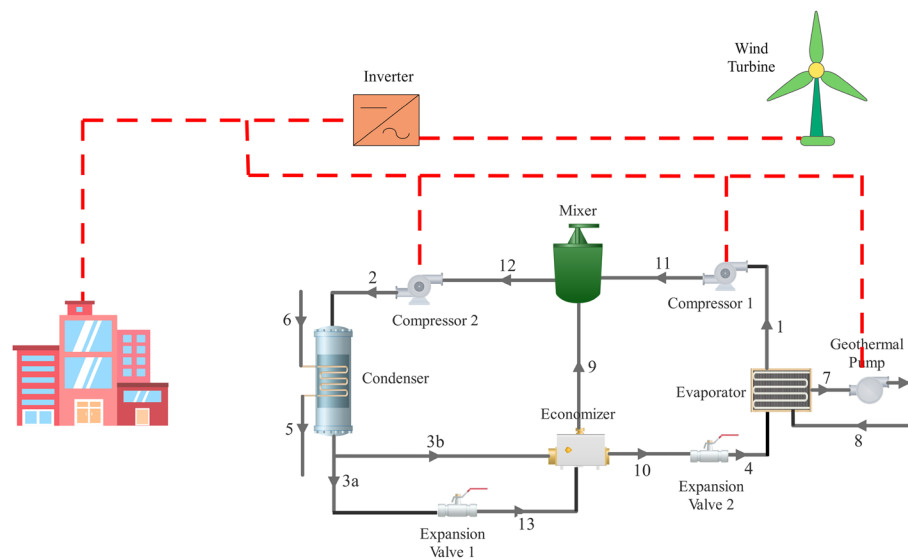 Wind
Turbine
Inverter
Mixer
2
12
11
Compressor 2
Compressor 1
6
1
Geothermal
Pump
Condenser
9
Evaporator
7
5
Economizer
8
3b
10
4
3a
Expansion
Valve 2
13
Expansion
Valve 1